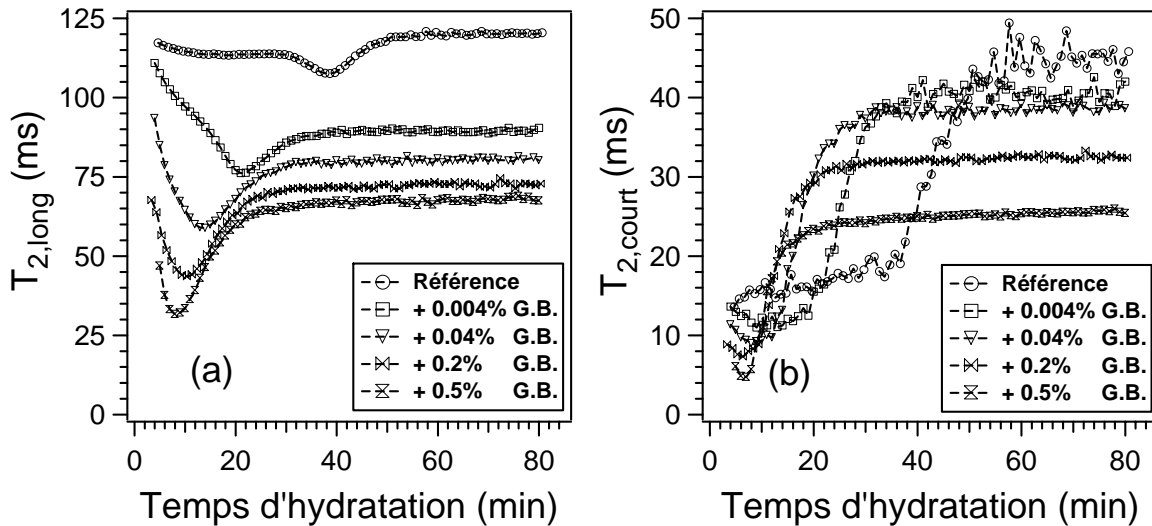 T2,long (ms)
125
100
75
50
25
0
(a)
Référence
+ 0.004% G.B.
+ 0.04% G.B.
+ 0.2% G.B.
+ 0.5% G.B.
0 20 40 60 80
Temps d'hydratation (min)
T2,court (ms)
50
40
30
20
10
0
(b)
Référence
+ 0.004% G.B.
+ 0.04% G.B.
+ 0.2% G.B.
+ 0.5% G.B.
0 20 40 60 80
Temps d'hydratation (min)